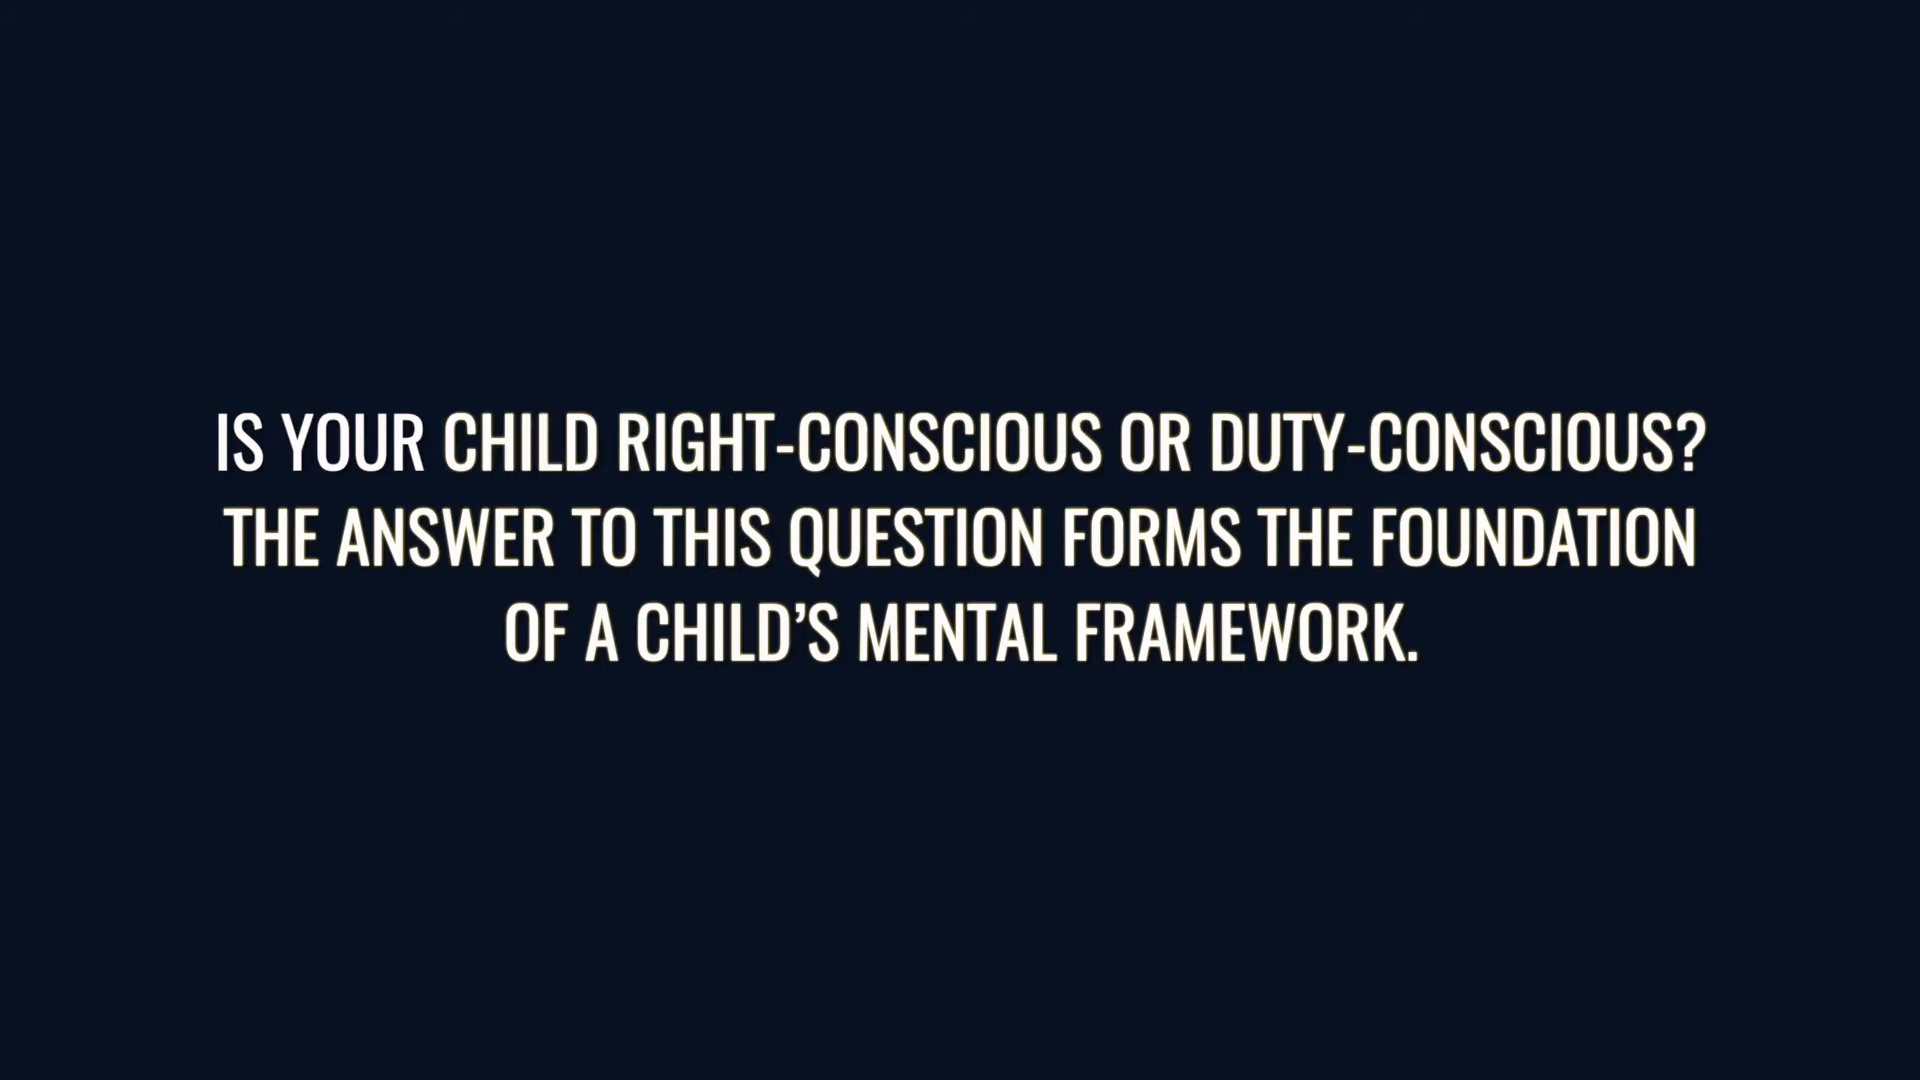 IS YOUR CHILD RIGHT-CONSCIOUS OR DUTY-CONSCIOUS?
THE ANSWER TO THIS QUESTION FORMS THE FOUNDATION
OF A CHILD’S MENTAL FRAMEWORK.